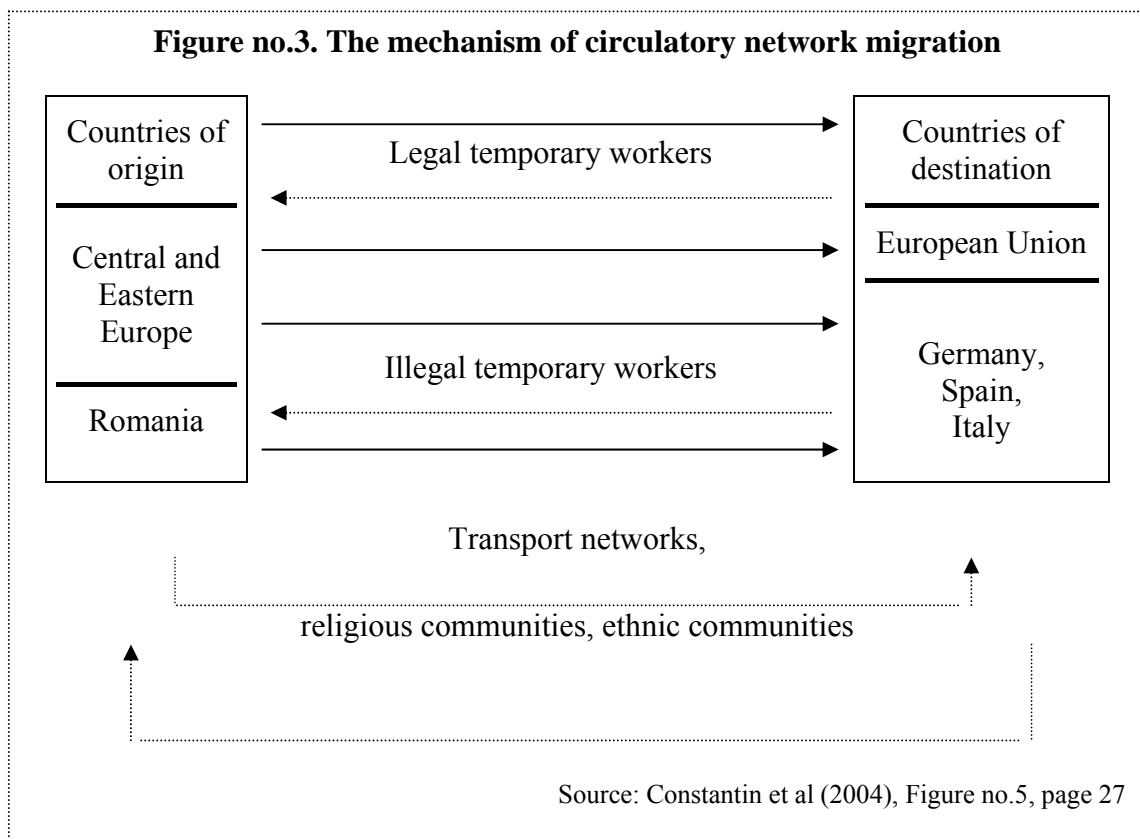 Figure no.3. The mechanism of circulatory network migration
Countries of
origin
Central and
Eastern
Europe
Romania
Legal temporary workers
Illegal temporary workers
Countries of
destination
European Union
Germany,
Spain,
Italy
Transport networks,
religious communities, ethnic communities
Source: Constantin et al (2004), Figure no.5, page 27